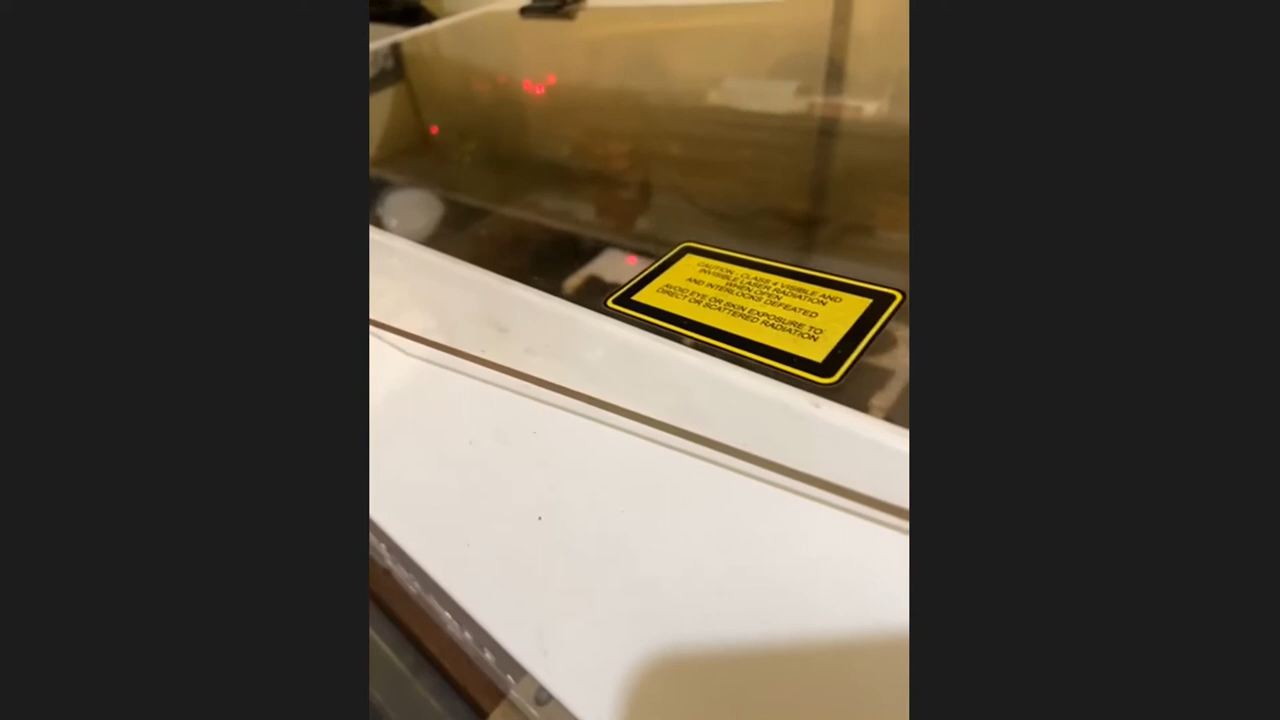 CAUTION - CLASS 4 VISIBLE AND
INVISIBLE LASER RADIATION
WHEN OPEN
AND INTERLOCKS DEFEATED
AVOID EYE OR SKIN EXPOSURE TO
DIRECT OR SCATTERED RADIATION